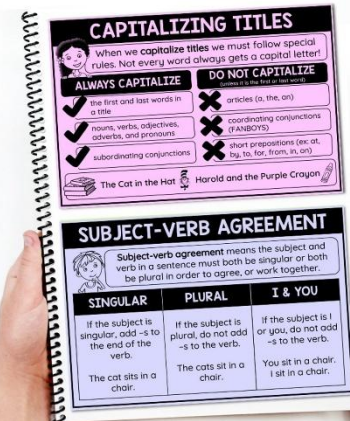 CAPITALIZING TITLES
When we capitalize titles we must follow special
rules. Not every word always gets a capital letter!
ALWAYS CAPITALIZE
the first and last words in
a title
nouns, verbs, adjectives,
adverbs, and pronouns
subordinating conjunctions
DO NOT CAPITALIZE
(unless it is the first or last word)
articles (a, the, an)
coordinating conjunctions
(FANBOYS)
short prepositions (ex: at,
by, to, for, from, in, on)
The Cat in the Hat
Harold and the Purple Crayon
SUBJECT-VERB AGREEMENT
Subject-verb agreement means the subject and
verb in a sentence must both be singular or both
be plural in order to agree, or work together.
SINGULAR
If the subject is
singular, add -s to
the end of the
verb.
The cat sits in a
chair.
PLURAL
If the subject is
plural, do not add
-s to the verb.
The cats sit in a
chair.
I & YOU
If the subject is I
or you, do not add
-s to the verb.
You sit in a chair.
I sit in a chair.